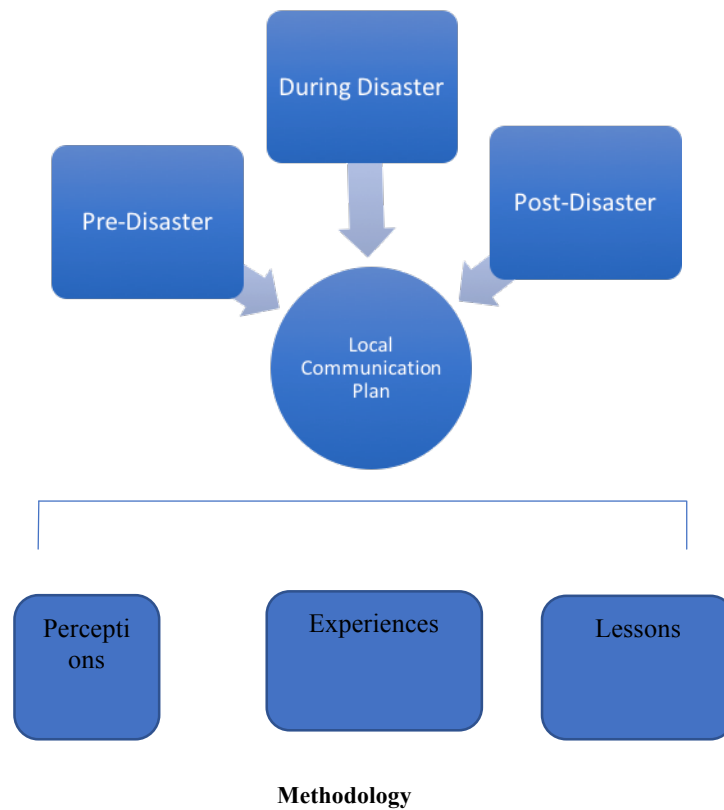 During Disaster
Pre-Disaster
Post-Disaster
Local
Communication
Plan
Percepti
ons
Experiences
Lessons
Methodology